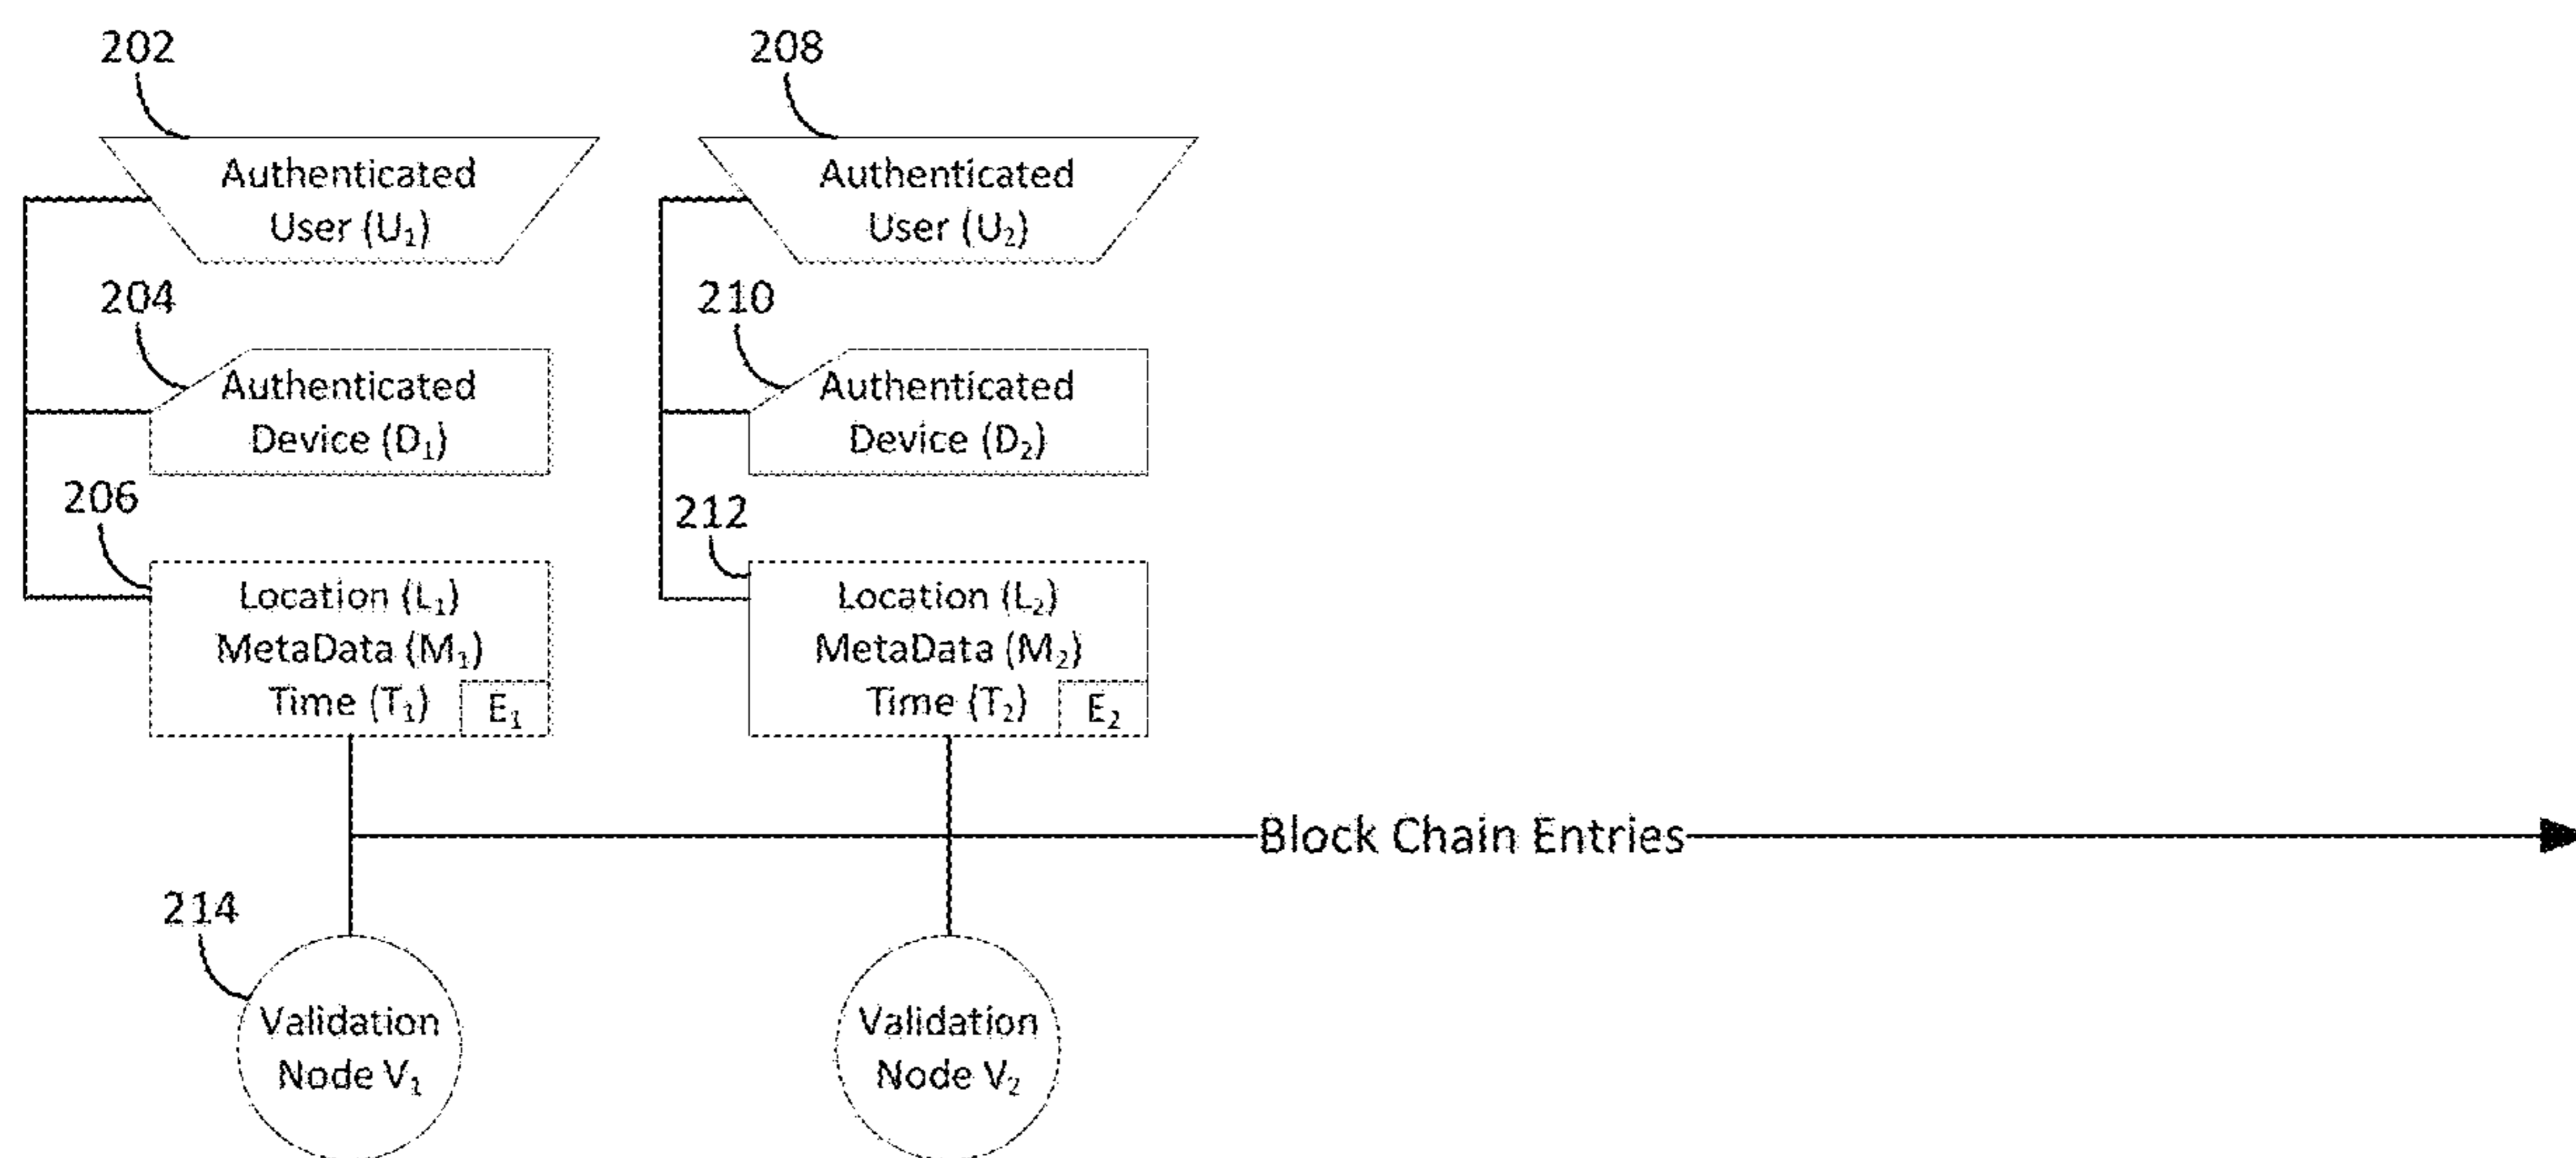 202
Authenticated
User (U₁)
204
Authenticated
Device (D₁)
206
Location (L₁)
MetaData (M₁)
Time (T₁)
E₁
208
Authenticated
User (U₂)
210
Authenticated
Device (D₂)
212
Location (L₂)
MetaData (M₂)
Time (T₂)
E₂
Block Chain Entries
214
Validation
Node V₁
Validation
Node V₂